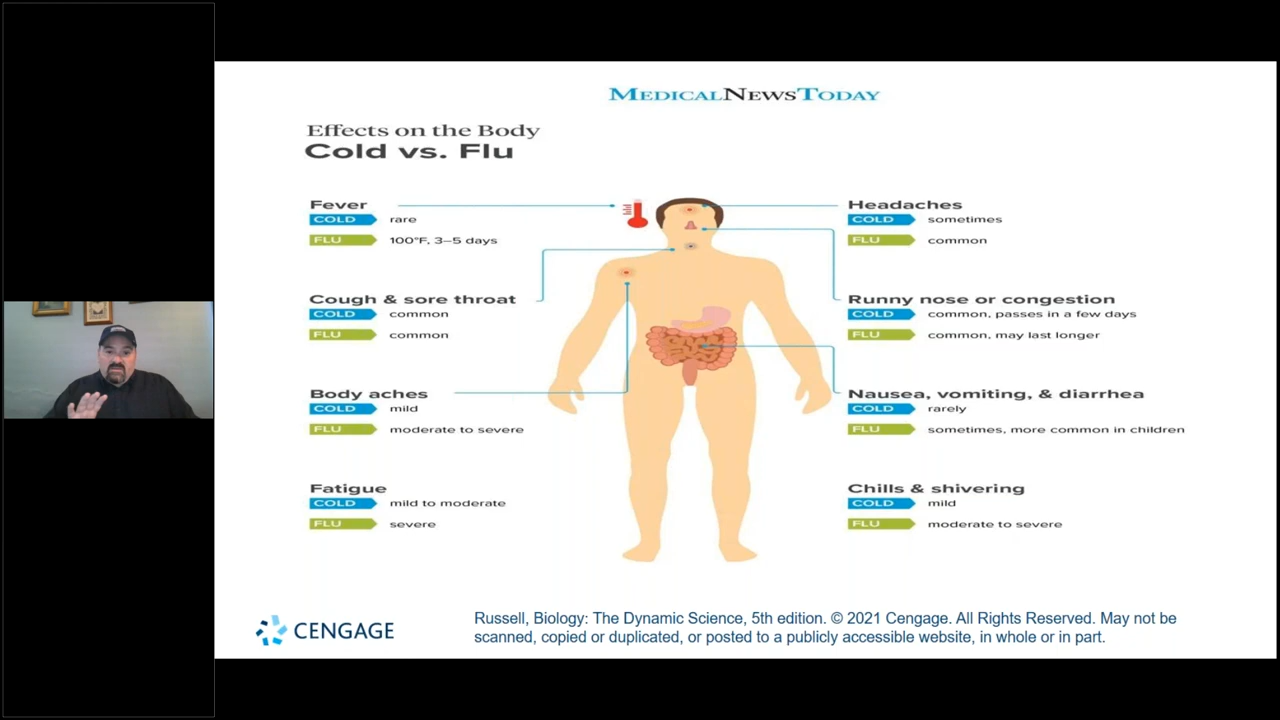 MEDICALNEWSTODAY
Effects on the Body
Cold vs. Flu
Fever
COLD rare
FLU 100°F, 3–5 days
Cough & sore throat
COLD common
FLU common
Body aches
COLD mild
FLU moderate to severe
Fatigue
COLD mild to moderate
FLU severe
Headaches
COLD sometimes
FLU common
Runny nose or congestion
COLD common, passes in a few days
FLU common, may last longer
Nausea, vomiting, & diarrhea
COLD rarely
FLU sometimes, more common in children
Chills & shivering
COLD mild
FLU moderate to severe
CENGAGE
Russell, Biology: The Dynamic Science, 5th edition. © 2021 Cengage. All Rights Reserved. May not be
scanned, copied or duplicated, or posted to a publicly accessible website, in whole or in part.